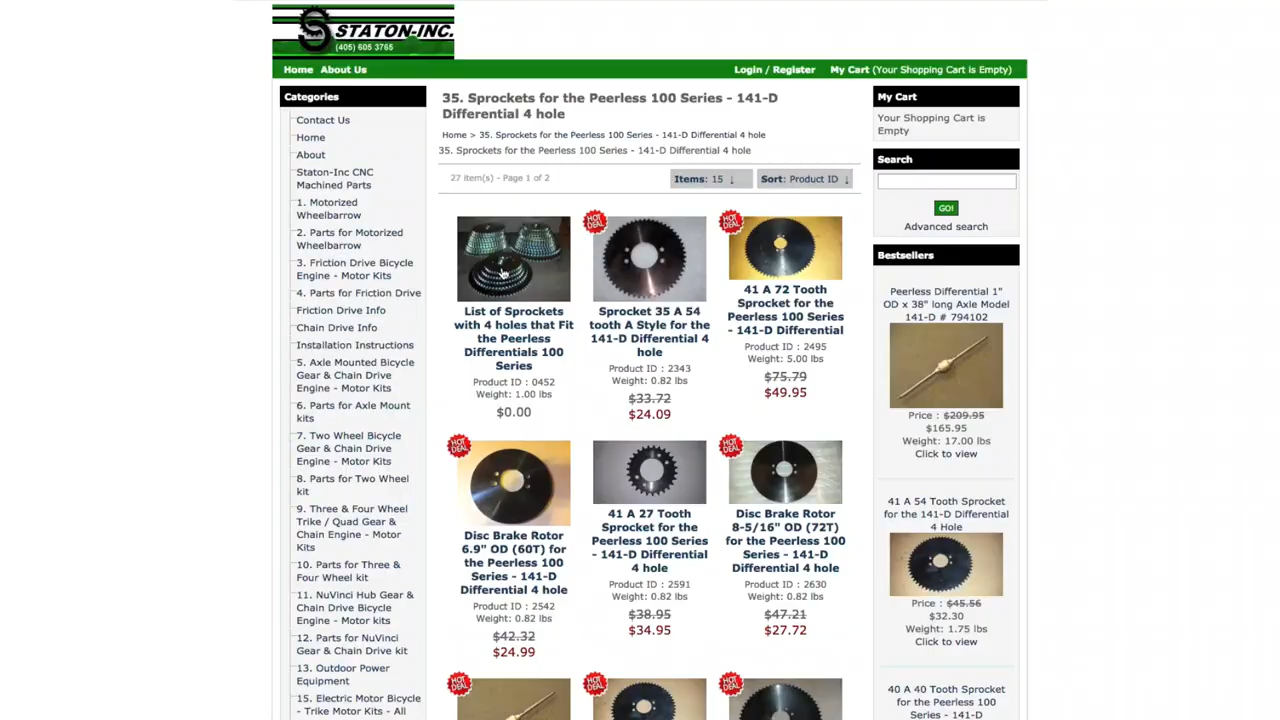 STATON-INC.
(405) 605 3765
Home About Us
Login / Register My Cart (Your Shopping Cart is Empty)
Categories
Contact Us
Home
About
Staton-Inc CNC
Machined Parts
1. Motorized
Wheelbarrow
2. Parts for Motorized
Wheelbarrow
3. Friction Drive Bicycle
Engine - Motor Kits
4. Parts for Friction Drive
Friction Drive Info
Chain Drive Info
Installation Instructions
5. Axle Mounted Bicycle
Gear & Chain Drive
Engine - Motor Kits
6. Parts for Axle Mount
kits
7. Two Wheel Bicycle
Gear & Chain Drive
Engine - Motor Kits
8. Parts for Two Wheel
kit
9. Three & Four Wheel
Trike / Quad Gear &
Chain Engine - Motor
Kits
10. Parts for Three &
Four Wheel kit
11. NuVinci Hub Gear &
Chain Drive Bicycle
Engine - Motor kits
12. Parts for NuVinci
Gear & Chain Drive kit
13. Outdoor Power
Equipment
15. Electric Motor Bicycle
- Trike Motor Kits - All
35. Sprockets for the Peerless 100 Series - 141-D
Differential 4 hole
Home > 35. Sprockets for the Peerless 100 Series - 141-D Differential 4 hole
35. Sprockets for the Peerless 100 Series - 141-D Differential 4 hole
27 item(s) - Page 1 of 2
Items: 15 ↓ Sort: Product ID ↓
List of Sprockets
with 4 holes that Fit
the Peerless
Differentials 100
Series
Product ID : 0452
Weight: 1.00 lbs
$0.00
HOT
DEAL
Sprocket 35 A 54
tooth A Style for the
141-D Differential 4
hole
Product ID : 2343
Weight: 0.82 lbs
$33.72
$24.09
HOT
DEAL
41 A 72 Tooth
Sprocket for the
Peerless 100 Series
- 141-D Differential
Product ID : 2495
Weight: 5.00 lbs
$75.79
$49.95
HOT
DEAL
Disc Brake Rotor
6.9" OD (60T) for
the Peerless 100
Series - 141-D
Differential 4 hole
Product ID : 2542
Weight: 0.82 lbs
$42.32
$24.99
41 A 27 Tooth
Sprocket for the
Peerless 100 Series
- 141-D Differential
4 hole
Product ID : 2591
Weight: 0.82 lbs
$38.95
$34.95
HOT
DEAL
Disc Brake Rotor
8-5/16" OD (72T)
for the Peerless 100
Series - 141-D
Differential 4 hole
Product ID : 2630
Weight: 0.82 lbs
$47.21
$27.72
HOT
DEAL
HOT
DEAL
HOT
DEAL
My Cart
Your Shopping Cart is
Empty
Search
GO!
Advanced search
Bestsellers
Peerless Differential 1"
OD x 38" long Axle Model
141-D # 794102
Price : $209.95
$165.95
Weight: 17.00 lbs
Click to view
41 A 54 Tooth Sprocket
for the 141-D Differential
4 Hole
Price : $45.56
$32.30
Weight: 1.75 lbs
Click to view
40 A 40 Tooth Sprocket
for the Peerless 100
Series - 141-D